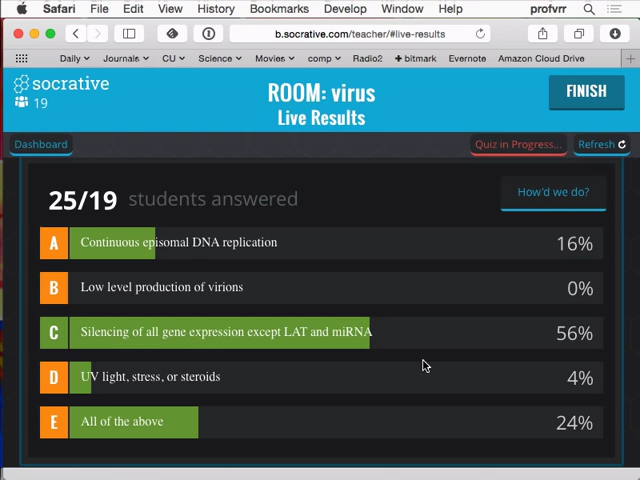 Safari File Edit View History Bookmarks Develop Window Help profvrr
b.socrative.com/teacher/#live-results
Daily Journals CU Science Movies comp Radio2 + bitmark Evernote Amazon Cloud Drive
socrative
19
ROOM: virus
Live Results
FINISH
Dashboard
Quiz in Progress...
Refresh
25/19 students answered
How'd we do?
A Continuous episomal DNA replication 16%
B Low level production of virions 0%
C Silencing of all gene expression except LAT and miRNA 56%
D UV light, stress, or steroids 4%
E All of the above 24%